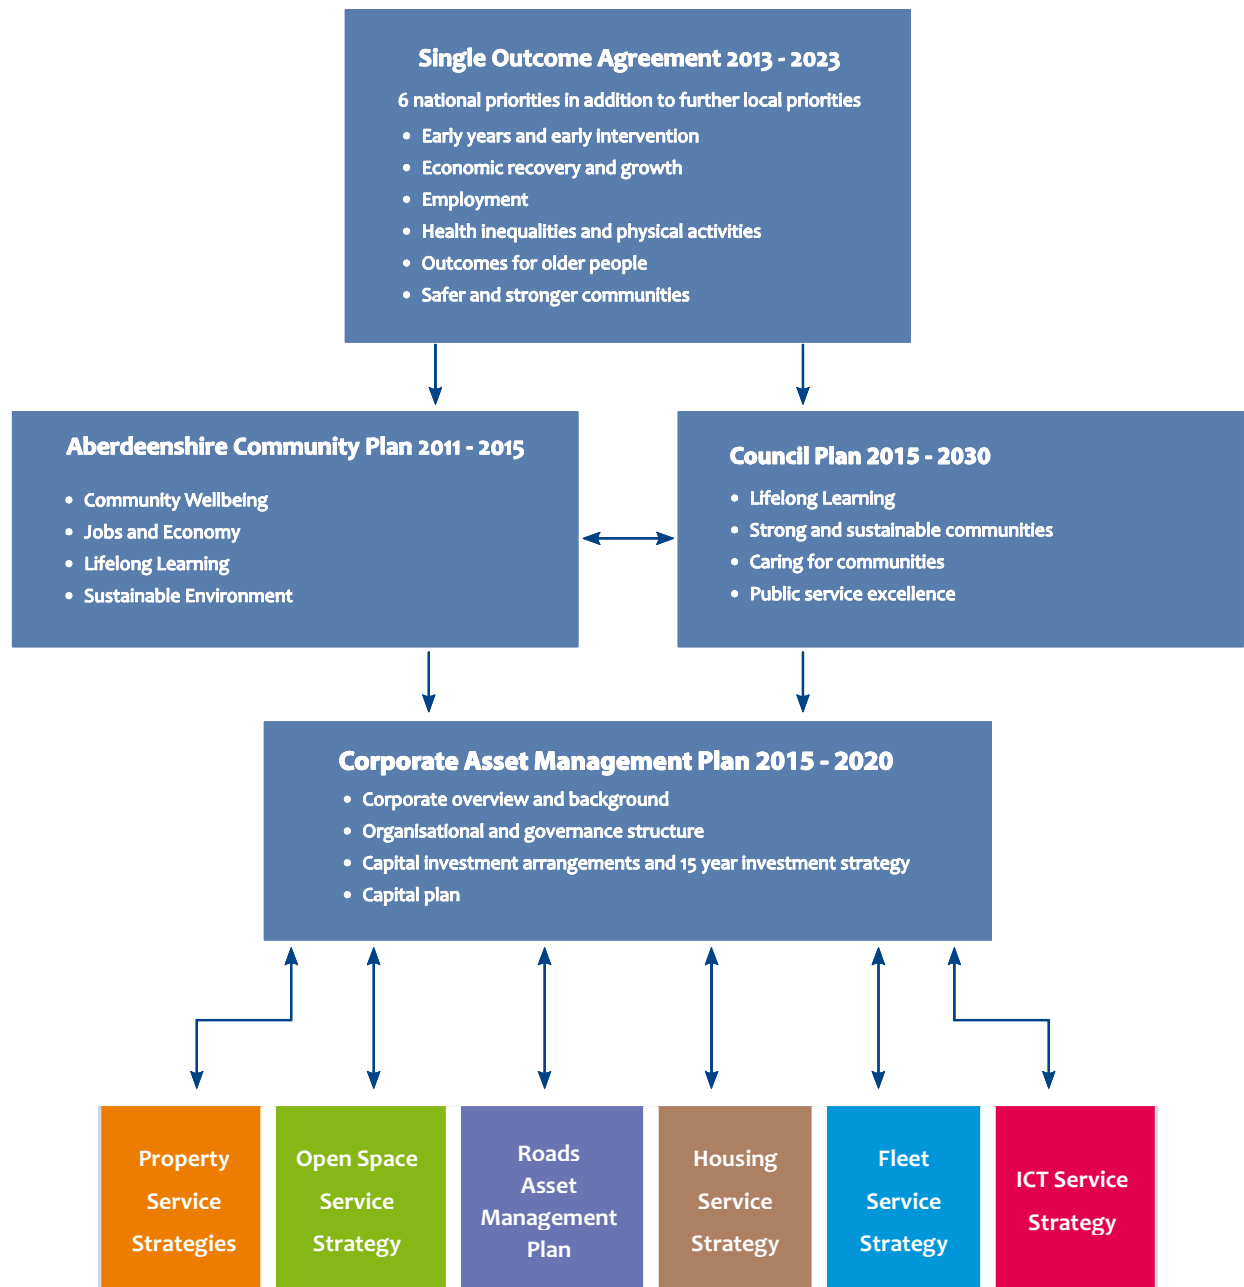 Single Outcome Agreement 2013 - 2023
6 national priorities in addition to further local priorities
• Early years and early intervention
• Economic recovery and growth
• Employment
• Health inequalities and physical activities
• Outcomes for older people
• Safer and stronger communities
Aberdeenshire Community Plan 2011 - 2015
• Community Wellbeing
• Jobs and Economy
• Lifelong Learning
• Sustainable Environment
Council Plan 2015 - 2030
• Lifelong Learning
• Strong and sustainable communities
• Caring for communities
• Public service excellence
Corporate Asset Management Plan 2015 - 2020
• Corporate overview and background
• Organisational and governance structure
• Capital investment arrangements and 15 year investment strategy
• Capital plan
Property
Service
Strategies
Open Space
Service
Strategy
Roads
Asset
Management
Plan
Housing
Service
Strategy
Fleet
Service
Strategy
ICT Service
Strategy